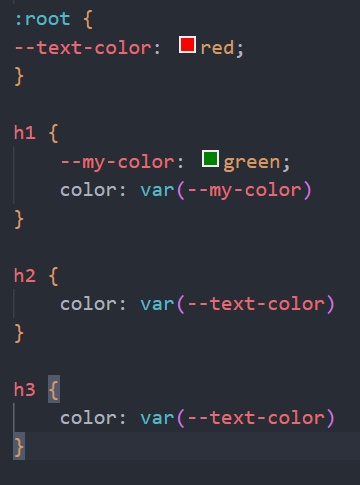 :root {
--text-color: red;
}
h1 {
--my-color: green;
color: var(--my-color)
}
h2 {
color: var(--text-color)
}
h3 {
color: var(--text-color)
}